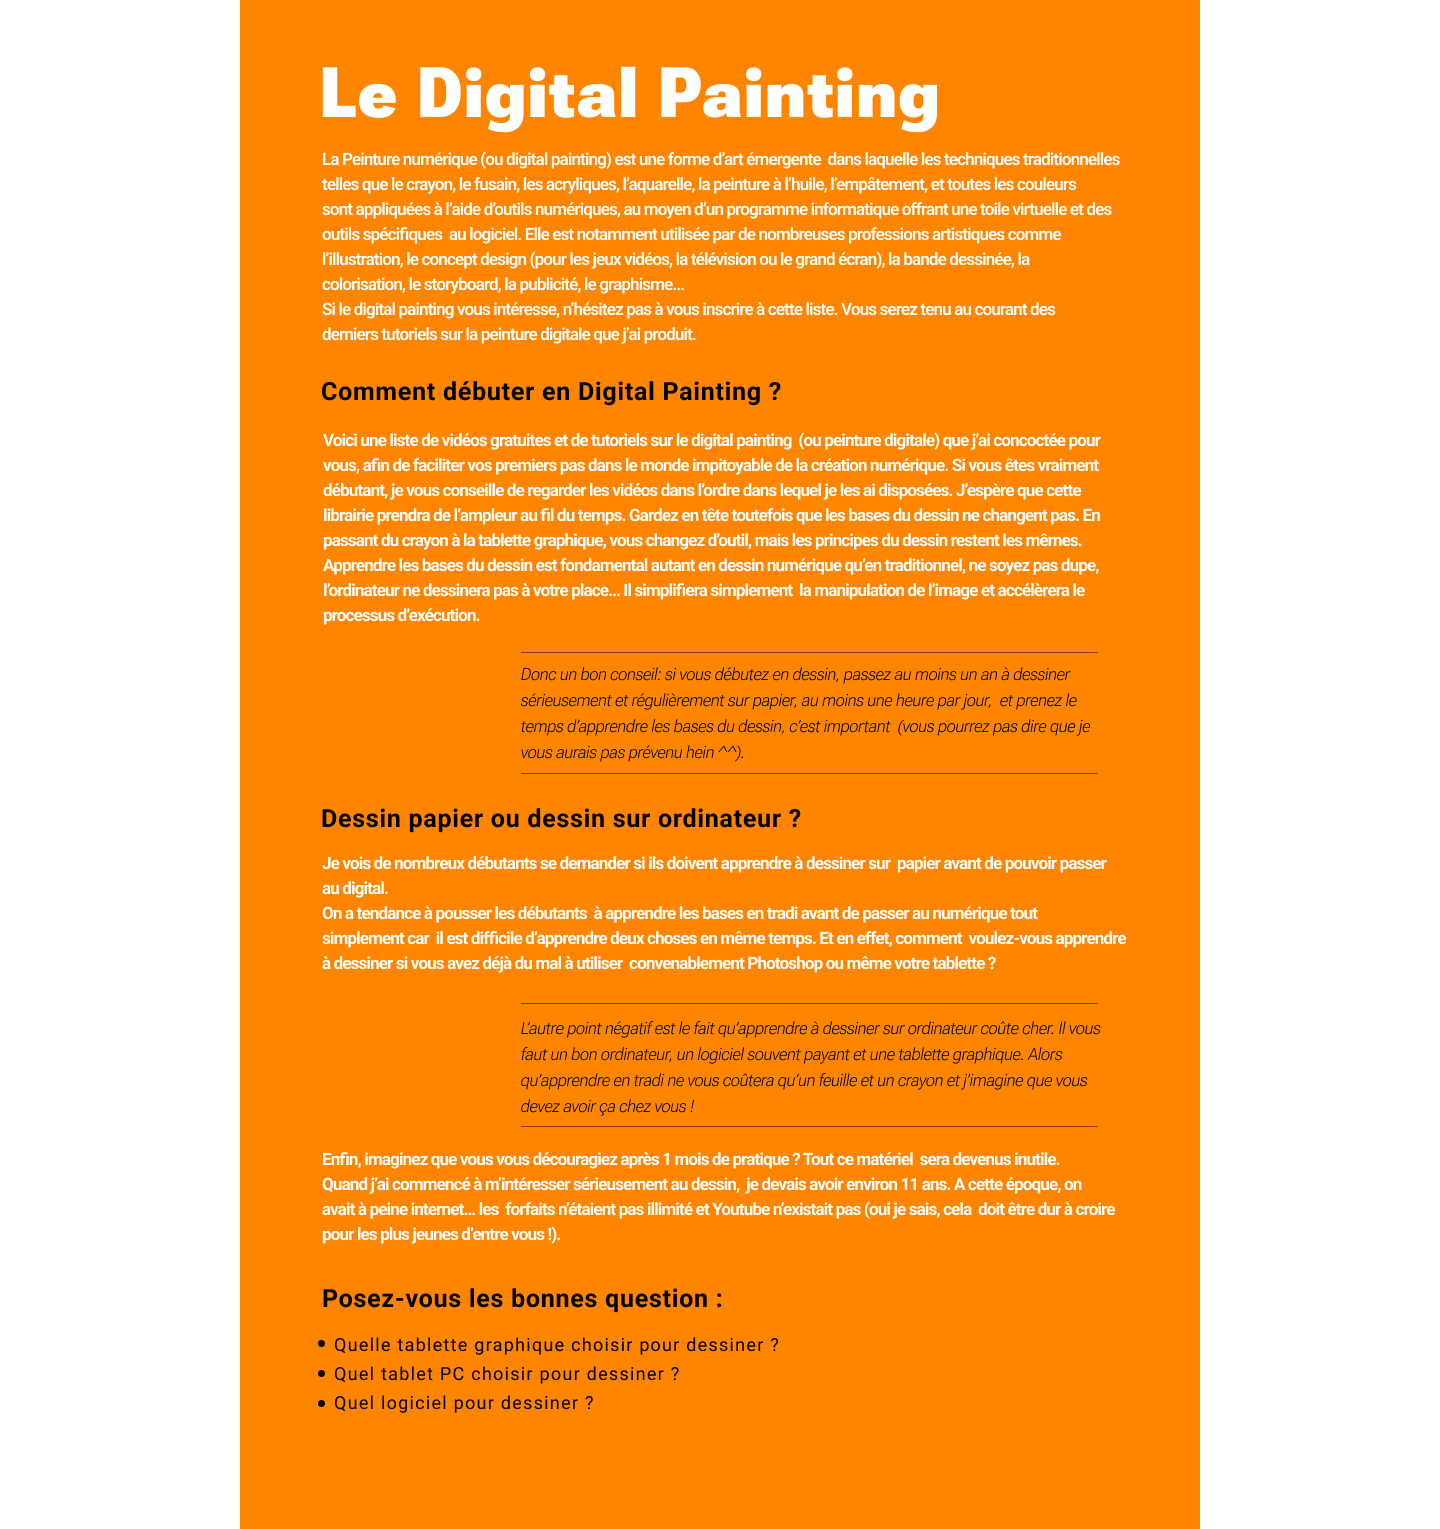 Le Digital Painting
La Peinture numérique (ou digital painting) est une forme d’art émergente  dans laquelle les techniques traditionnelles
telles que le crayon, le fusain, les acryliques, l’aquarelle, la peinture à l’huile, l’empâtement, et toutes les couleurs
sont appliquées à l’aide d’outils numériques, au moyen d’un programme informatique offrant une toile virtuelle et des
outils spécifiques  au logiciel. Elle est notamment utilisée par de nombreuses professions artistiques comme
l’illustration, le concept design (pour les jeux vidéos, la télévision ou le grand écran), la bande dessinée, la
colorisation, le storyboard, la publicité, le graphisme...
Si le digital painting vous intéresse, n’hésitez pas à vous inscrire à cette liste. Vous serez tenu au courant des
derniers tutoriels sur la peinture digitale que j’ai produit.
Comment débuter en Digital Painting ?
Voici une liste de vidéos gratuites et de tutoriels sur le digital painting  (ou peinture digitale) que j’ai concoctée pour
vous, afin de faciliter vos premiers pas dans le monde impitoyable de la création numérique. Si vous êtes vraiment
débutant, je vous conseille de regarder les vidéos dans l’ordre dans lequel je les ai disposées. J’espère que cette
librairie prendra de l’ampleur au fil du temps. Gardez en tête toutefois que les bases du dessin ne changent pas. En
passant du crayon à la tablette graphique, vous changez d’outil, mais les principes du dessin restent les mêmes.
Apprendre les bases du dessin est fondamental autant en dessin numérique qu’en traditionnel, ne soyez pas dupe,
l’ordinateur ne dessinera pas à votre place... Il simplifiera simplement  la manipulation de l’image et accélèrera le
processus d’exécution.
Donc un bon conseil: si vous débutez en dessin, passez au moins un an à dessiner
sérieusement et régulièrement sur papier, au moins une heure par jour,  et prenez le
temps d’apprendre les bases du dessin, c’est important  (vous pourrez pas dire que je
vous aurais pas prévenu hein ^^).
Dessin papier ou dessin sur ordinateur ?
Je vois de nombreux débutants se demander si ils doivent apprendre à dessiner sur  papier avant de pouvoir passer
au digital.
On a tendance à pousser les débutants  à apprendre les bases en tradi avant de passer au numérique tout
simplement car  il est difficile d’apprendre deux choses en même temps. Et en effet, comment  voulez-vous apprendre
à dessiner si vous avez déjà du mal à utiliser  convenablement Photoshop ou même votre tablette ?
L’autre point négatif est le fait qu’apprendre à dessiner sur ordinateur coûte cher. Il vous
faut un bon ordinateur, un logiciel souvent payant et une tablette graphique. Alors
qu’apprendre en tradi ne vous coûtera qu’un feuille et un crayon et j’imagine que vous
devez avoir ça chez vous !
Enfin, imaginez que vous vous découragiez après 1 mois de pratique ? Tout ce matériel  sera devenus inutile.
Quand j’ai commencé à m’intéresser sérieusement au dessin,  je devais avoir environ 11 ans. A cette époque, on
avait à peine internet... les  forfaits n’étaient pas illimité et Youtube n’existait pas (oui je sais, cela  doit être dur à croire
pour les plus jeunes d’entre vous !).
Posez-vous les bonnes question :
• Quelle tablette graphique choisir pour dessiner ?
• Quel tablet PC choisir pour dessiner ?
• Quel logiciel pour dessiner ?